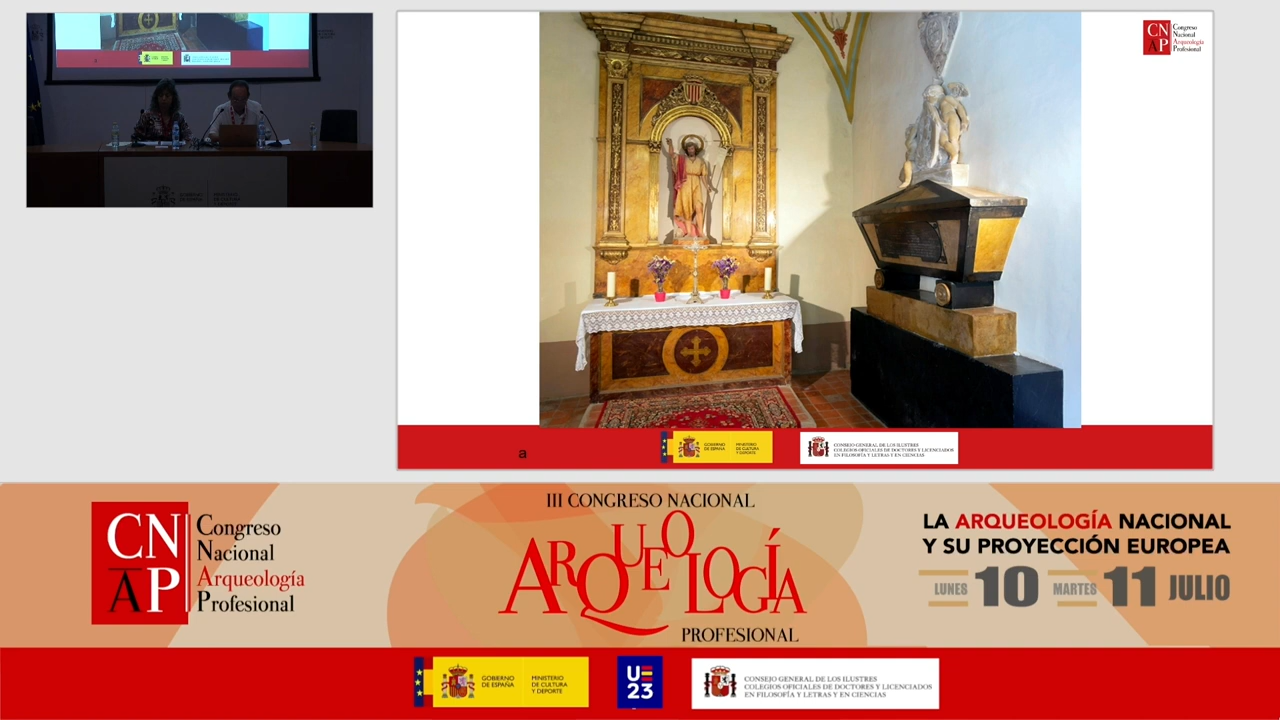 CN
AP
Congreso
Nacional
Arqueología
Profesional
a
GOBIERNO
DE ESPAÑA
MINISTERIO
DE CULTURA
Y DEPORTE
CONSEJO GENERAL DE LOS ILUSTRES
COLEGIOS OFICIALES DE DOCTORES Y LICENCIADOS
EN FILOSOFÍA Y LETRAS Y EN CIENCIAS
CN
AP
Congreso
Nacional
Arqueología
Profesional
III CONGRESO NACIONAL
ARQUEOLOGÍA
PROFESIONAL
LA ARQUEOLOGÍA NACIONAL
Y SU PROYECCIÓN EUROPEA
LUNES 10 MARTES 11 JULIO
GOBIERNO
DE ESPAÑA
MINISTERIO
DE CULTURA
Y DEPORTE
UE
23
CONSEJO GENERAL DE LOS ILUSTRES
COLEGIOS OFICIALES DE DOCTORES Y LICENCIADOS
EN FILOSOFÍA Y LETRAS Y EN CIENCIAS